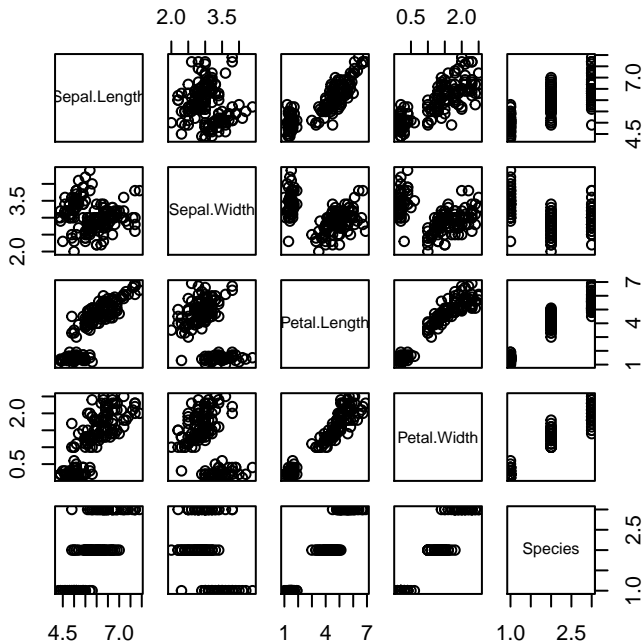 2.0 3.5 0.5 2.0
Sepal.Length
4.5 7.0
2.0 3.5
Sepal.Width
Petal.Length
1 4 7
0.5 2.0
Petal.Width
Species
1.0 2.5
4.5 7.0 1 4 7 1.0 2.5